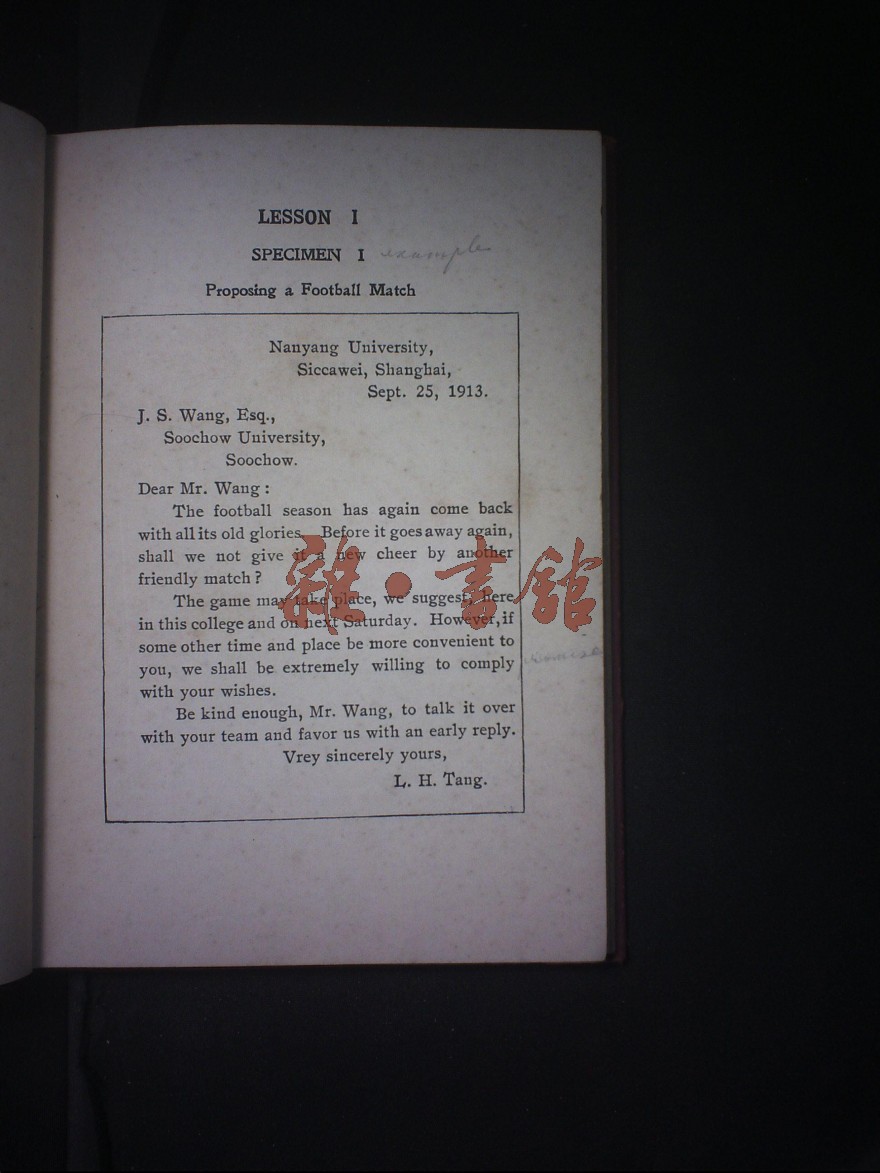 LESSON I
SPECIMEN I example
Proposing a Football Match
Nanyang University,
Siccawei, Shanghai,
Sept. 25, 1913.
J. S. Wang, Esq.,
Soochow University,
Soochow.
Dear Mr. Wang :
The football season has again come back
with all its old glories. Before it goes away again,
shall we not give it a new cheer by another
friendly match ?
The game may take place, we suggest, here
in this college and on next Saturday. However, if
some other time and place be more convenient to
you, we shall be extremely willing to comply
with your wishes.
Be kind enough, Mr. Wang, to talk it over
with your team and favor us with an early reply.
Vrey sincerely yours,
L. H. Tang.
雜·書館